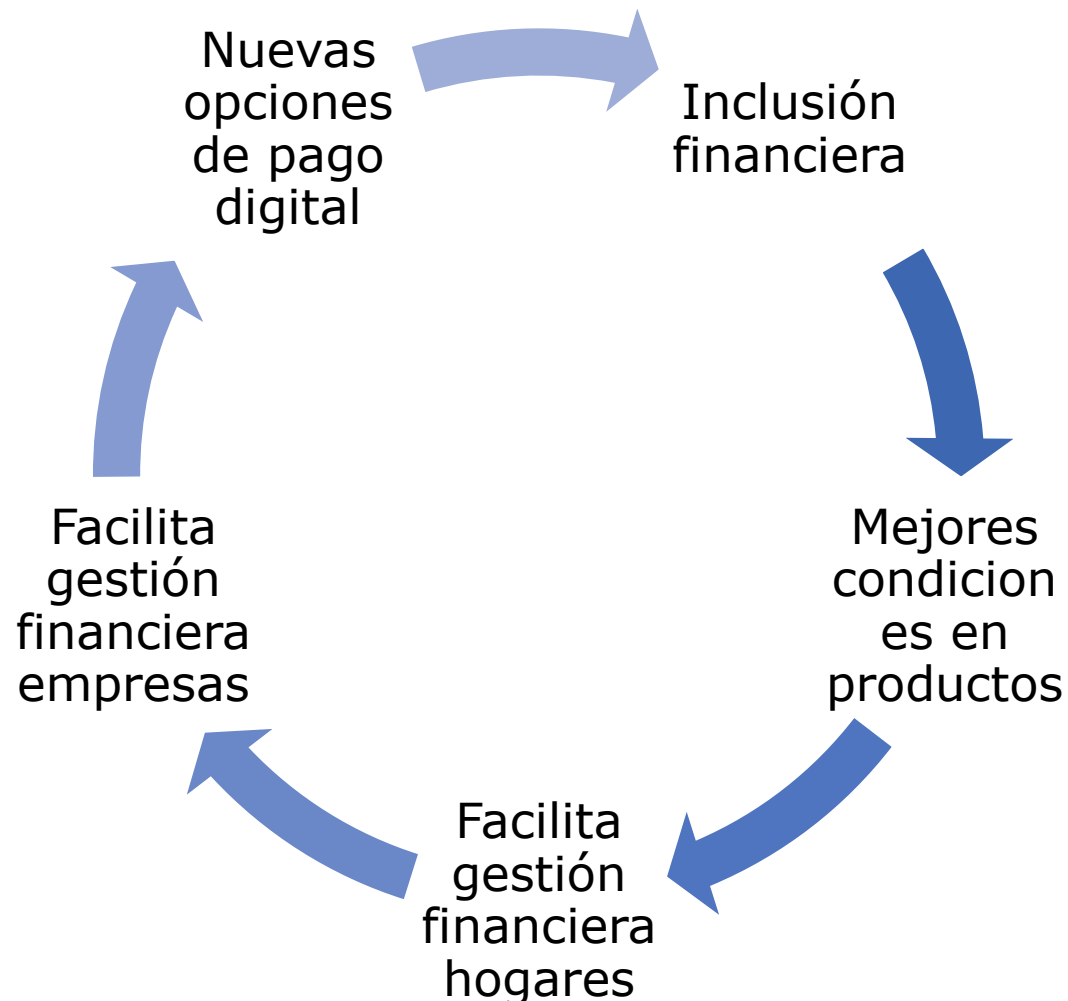 Nuevas
opciones
de pago
digital
Inclusión
financiera
Mejores
condicion
es en
productos
Facilita
gestión
financiera
hogares
Facilita
gestión
financiera
empresas